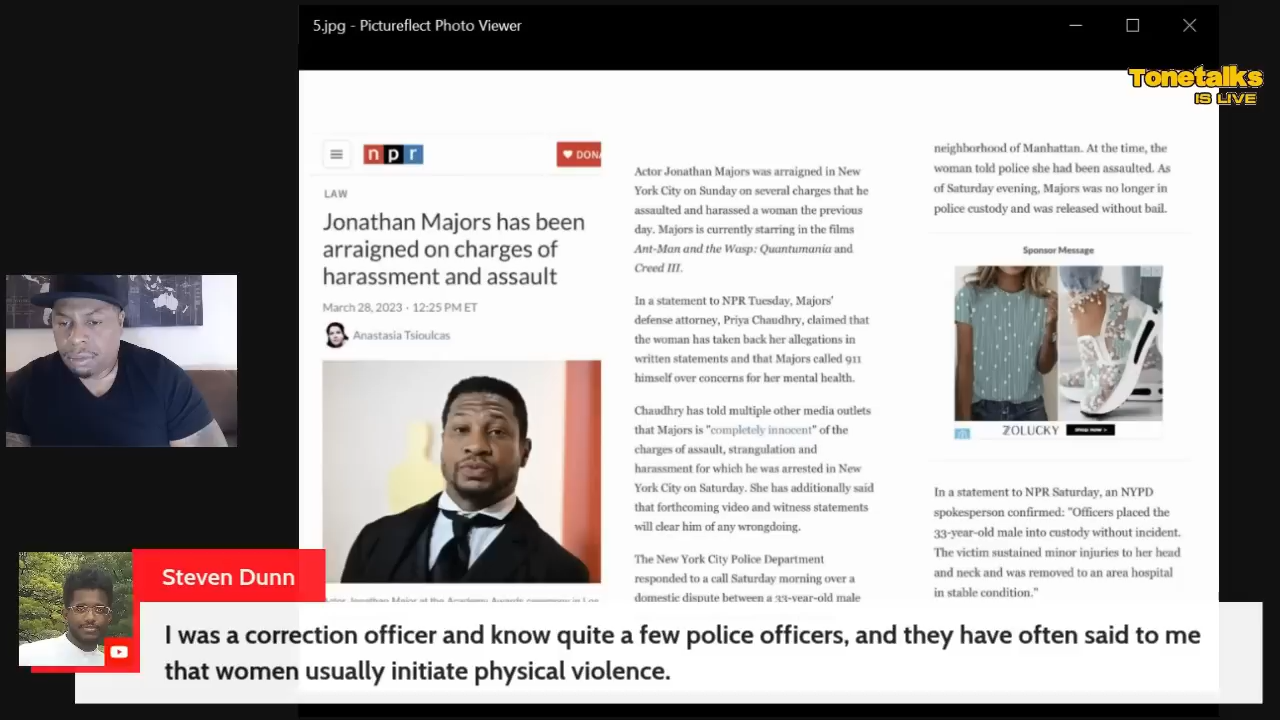 5.jpg - Pictureflect Photo Viewer
Tonetalks
IS LIVE
npr
DONA
LAW
Jonathan Majors has been
arraigned on charges of
harassment and assault
March 28, 2023 · 12:25 PM ET
Anastasia Tsioulcas
Actor Jonathan Majors was arraigned in New
York City on Sunday on several charges that he
assaulted and harassed a woman the previous
day. Majors is currently starring in the films
Ant-Man and the Wasp: Quantumania and
Creed III.
In a statement to NPR Tuesday, Majors'
defense attorney, Priya Chaudhry, claimed that
the woman has taken back her allegations in
written statements and that Majors called 911
himself over concerns for her mental health.
Chaudhry has told multiple other media outlets
that Majors is "completely innocent" of the
charges of assault, strangulation and
harassment for which he was arrested in New
York City on Saturday. She has additionally said
that forthcoming video and witness statements
will clear him of any wrongdoing.
The New York City Police Department
responded to a call Saturday morning over a
domestic dispute between a 33-year-old male
neighborhood of Manhattan. At the time, the
woman told police she had been assaulted. As
of Saturday evening, Majors was no longer in
police custody and was released without bail.
Sponsor Message
ZOLUCKY
SHOP NOW >
In a statement to NPR Saturday, an NYPD
spokesperson confirmed: "Officers placed the
33-year-old male into custody without incident.
The victim sustained minor injuries to her head
and neck and was removed to an area hospital
in stable condition."
Steven Dunn
I was a correction officer and know quite a few police officers, and they have often said to me
that women usually initiate physical violence.